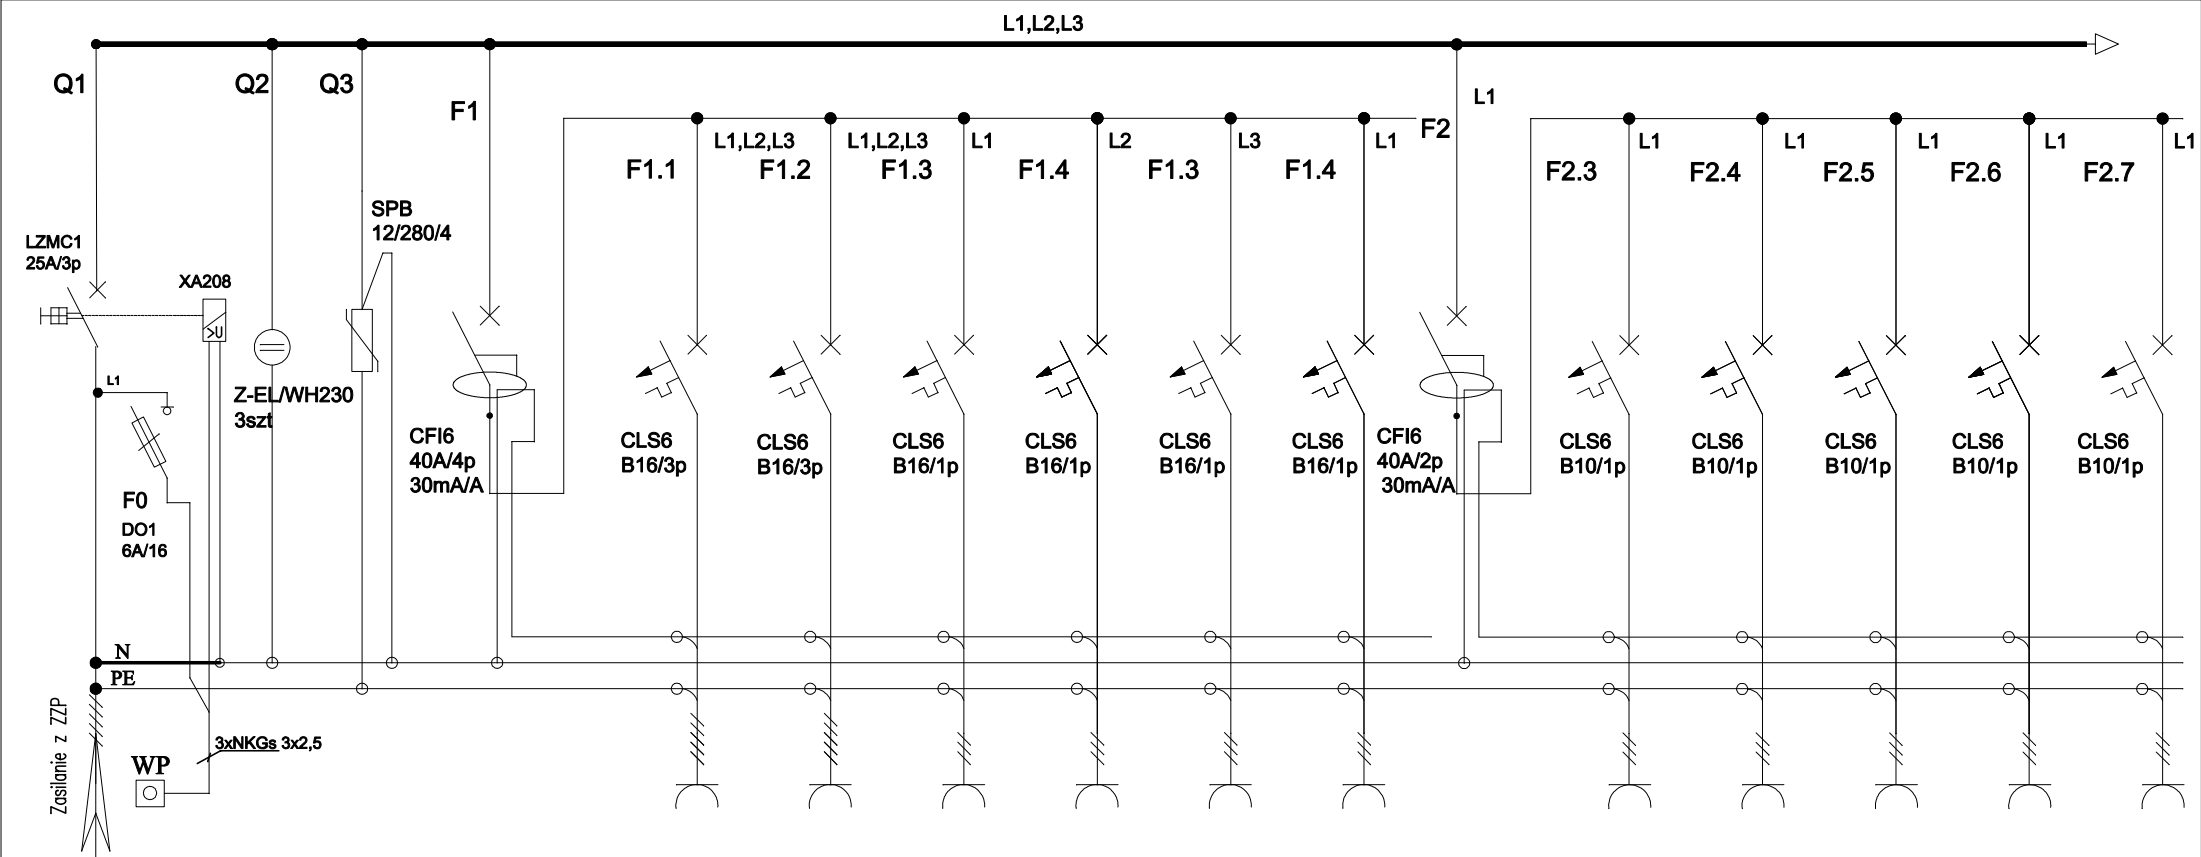 L1,L2,L3
Q1
Q2
Q3
F1
L1
F2
L1,L2,L3
L1,L2,L3
L1
L2
L3
L1
L1
L1
L1
L1
L1
F1.1
F1.2
F1.3
F1.4
F1.3
F1.4
F2.3
F2.4
F2.5
F2.6
F2.7
SPB
12/280/4
LZMC1
25A/3p
XA208
>U
L1
Z-EL/WH230
3szt
CFI6
40A/4p
30mA/A
CLS6
B16/3p
CLS6
B16/3p
CLS6
B16/1p
CLS6
B16/1p
CLS6
B16/1p
CLS6
B16/1p
CFI6
40A/2p
30mA/A
CLS6
B10/1p
CLS6
B10/1p
CLS6
B10/1p
CLS6
B10/1p
CLS6
B10/1p
F0
DO1
6A/16
N
PE
Zasilanie z ZZP
3xNKGs 3x2,5
WP